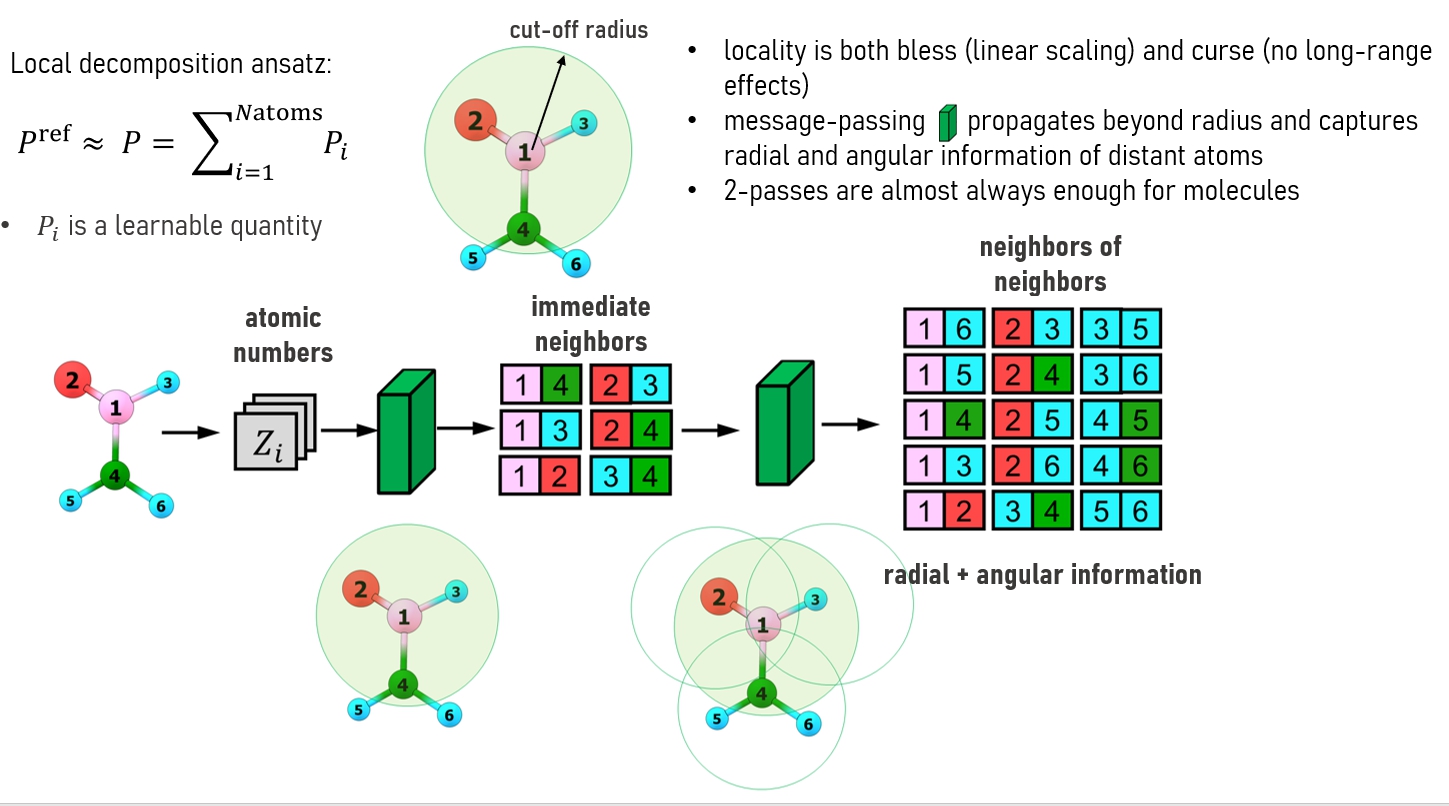 cut-off radius
Local decomposition ansatz:
P^ref ≈ P = ∑_{i=1}^{Natoms} P_i
• P_i is a learnable quantity
2
3
1
4
5
6
• locality is both bless (linear scaling) and curse (no long-range
effects)
• message-passing propagates beyond radius and captures
radial and angular information of distant atoms
• 2-passes are almost always enough for molecules
atomic
numbers
immediate
neighbors
neighbors of
neighbors
2
3
1
4
5
6
Z_i
1 4 2 3
1 3 2 4
1 2 3 4
1 6 2 3 3 5
1 5 2 4 3 6
1 4 2 5 4 5
1 3 2 6 4 6
1 2 3 4 5 6
radial + angular information
2
3
1
4
5
6
2
3
1
4
5
6